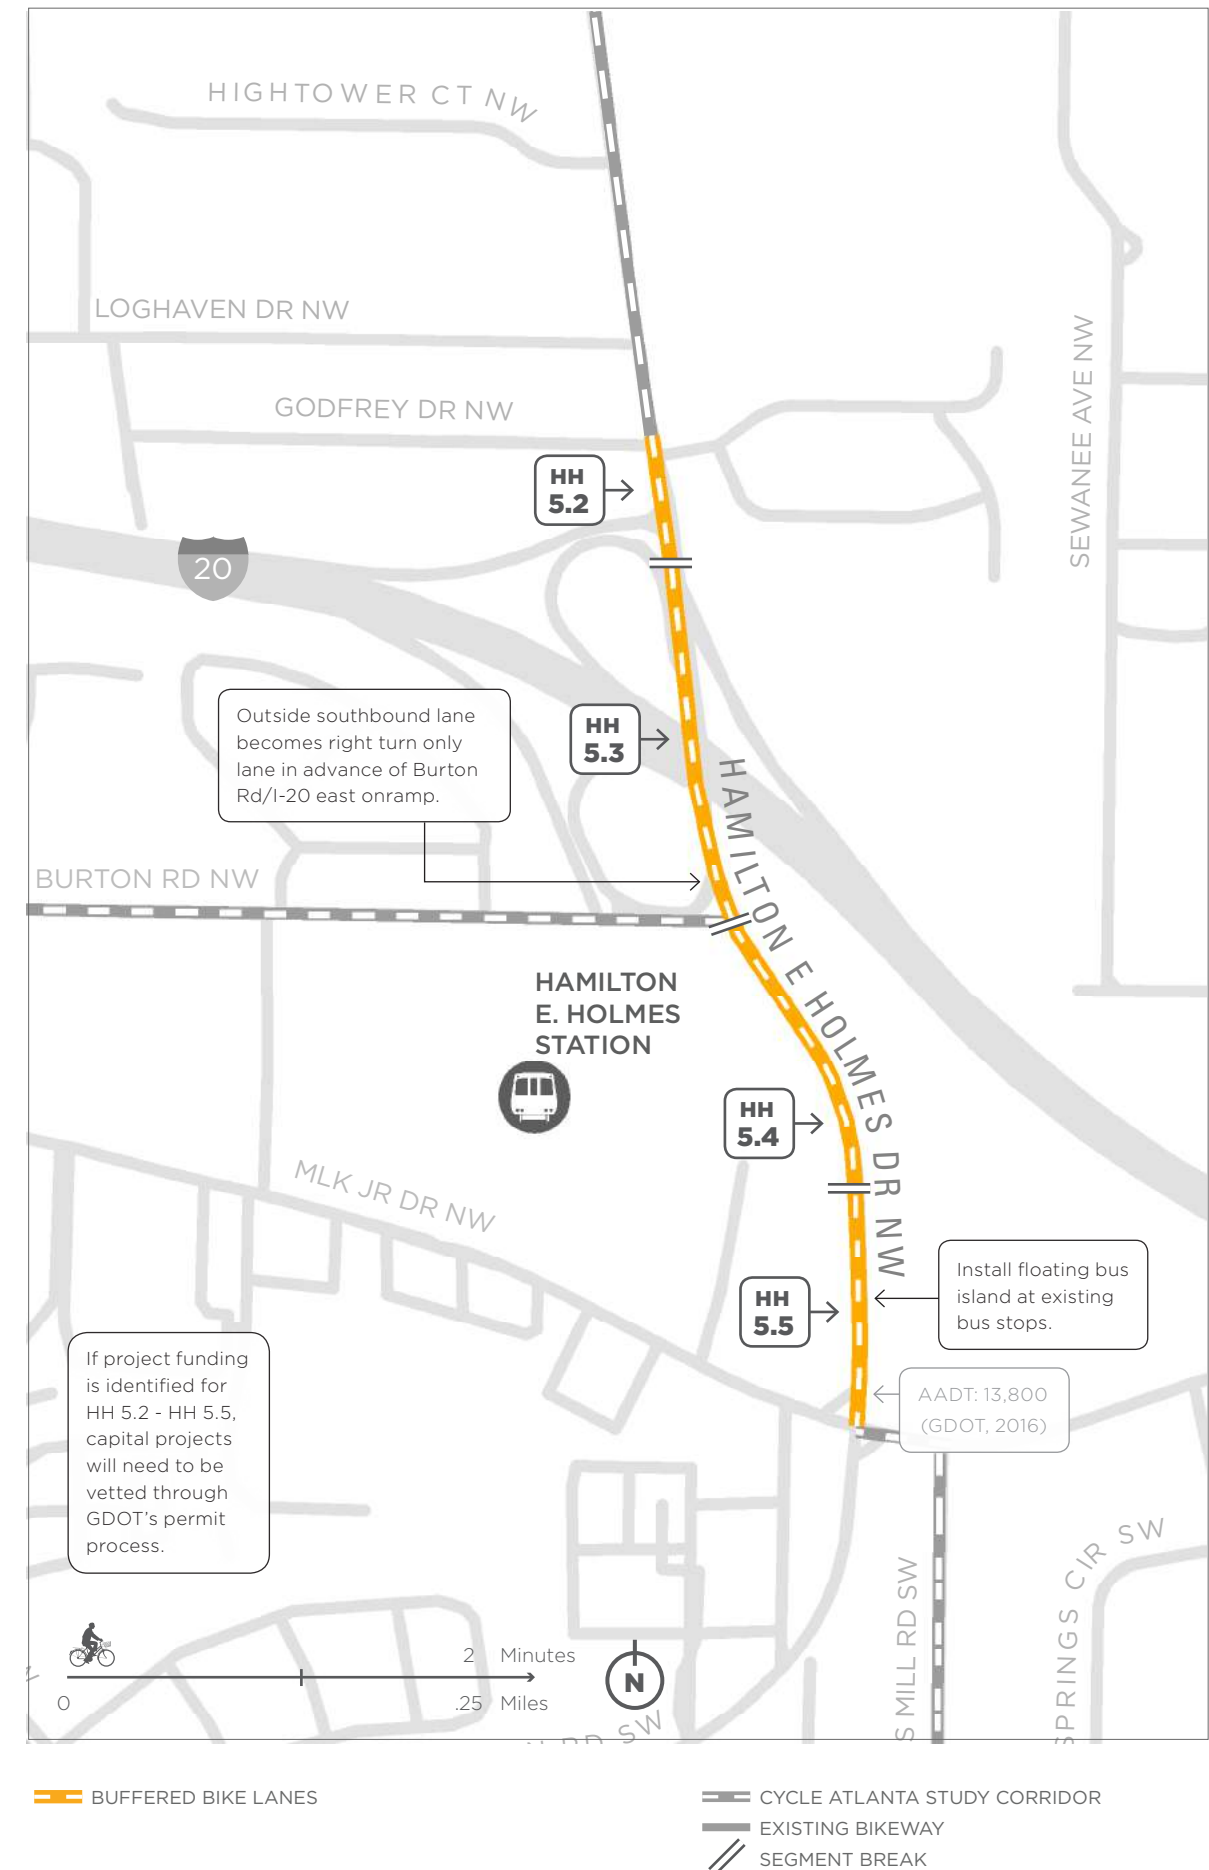 HIGHTOWER CT NW
LOGHAVEN DR NW
GODFREY DR NW
SEWANEE AVE NW
HH
5.2
20
Outside southbound lane
becomes right turn only
lane in advance of Burton
Rd/I-20 east onramp.
HH
5.3
HAMILTON E HOLMES DR NW
BURTON RD NW
HAMILTON
E. HOLMES
STATION
HH
5.4
MLK JR DR NW
Install floating bus
island at existing
bus stops.
HH
5.5
If project funding
is identified for
HH 5.2 - HH 5.5,
capital projects
will need to be
vetted through
GDOT's permit
process.
AADT: 13,800
(GDOT, 2016)
S MILL RD SW
SPRINGS CIR SW
2 Minutes
0 .25 Miles
N
RD SW
BUFFERED BIKE LANES
CYCLE ATLANTA STUDY CORRIDOR
EXISTING BIKEWAY
SEGMENT BREAK